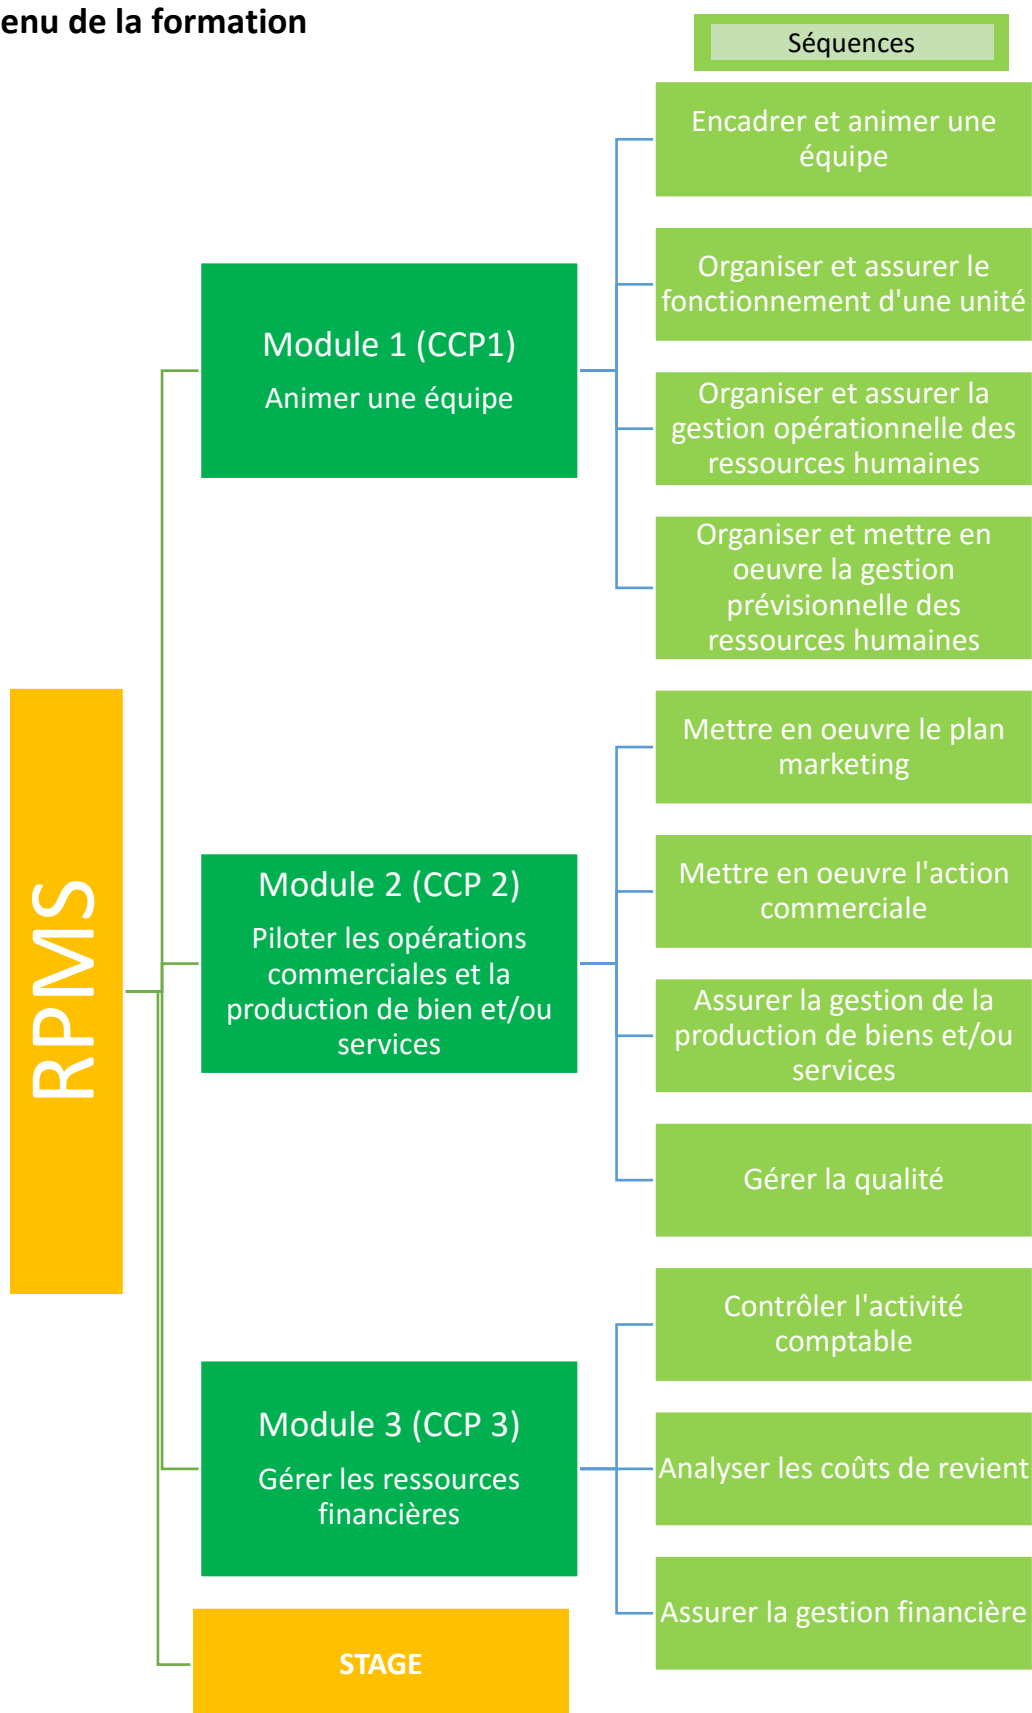 enu de la formation
Séquences
RPMS
Module 1 (CCP1)
Animer une équipe
Encadrer et animer une
équipe
Organiser et assurer le
fonctionnement d'une unité
Organiser et assurer la
gestion opérationnelle des
ressources humaines
Organiser et mettre en
oeuvre la gestion
prévisionnelle des
ressources humaines
Module 2 (CCP 2)
Piloter les opérations
commerciales et la
production de bien et/ou
services
Mettre en oeuvre le plan
marketing
Mettre en oeuvre l'action
commerciale
Assurer la gestion de la
production de biens et/ou
services
Gérer la qualité
Module 3 (CCP 3)
Gérer les ressources
financières
Contrôler l'activité
comptable
Analyser les coûts de revient
Assurer la gestion financière
STAGE